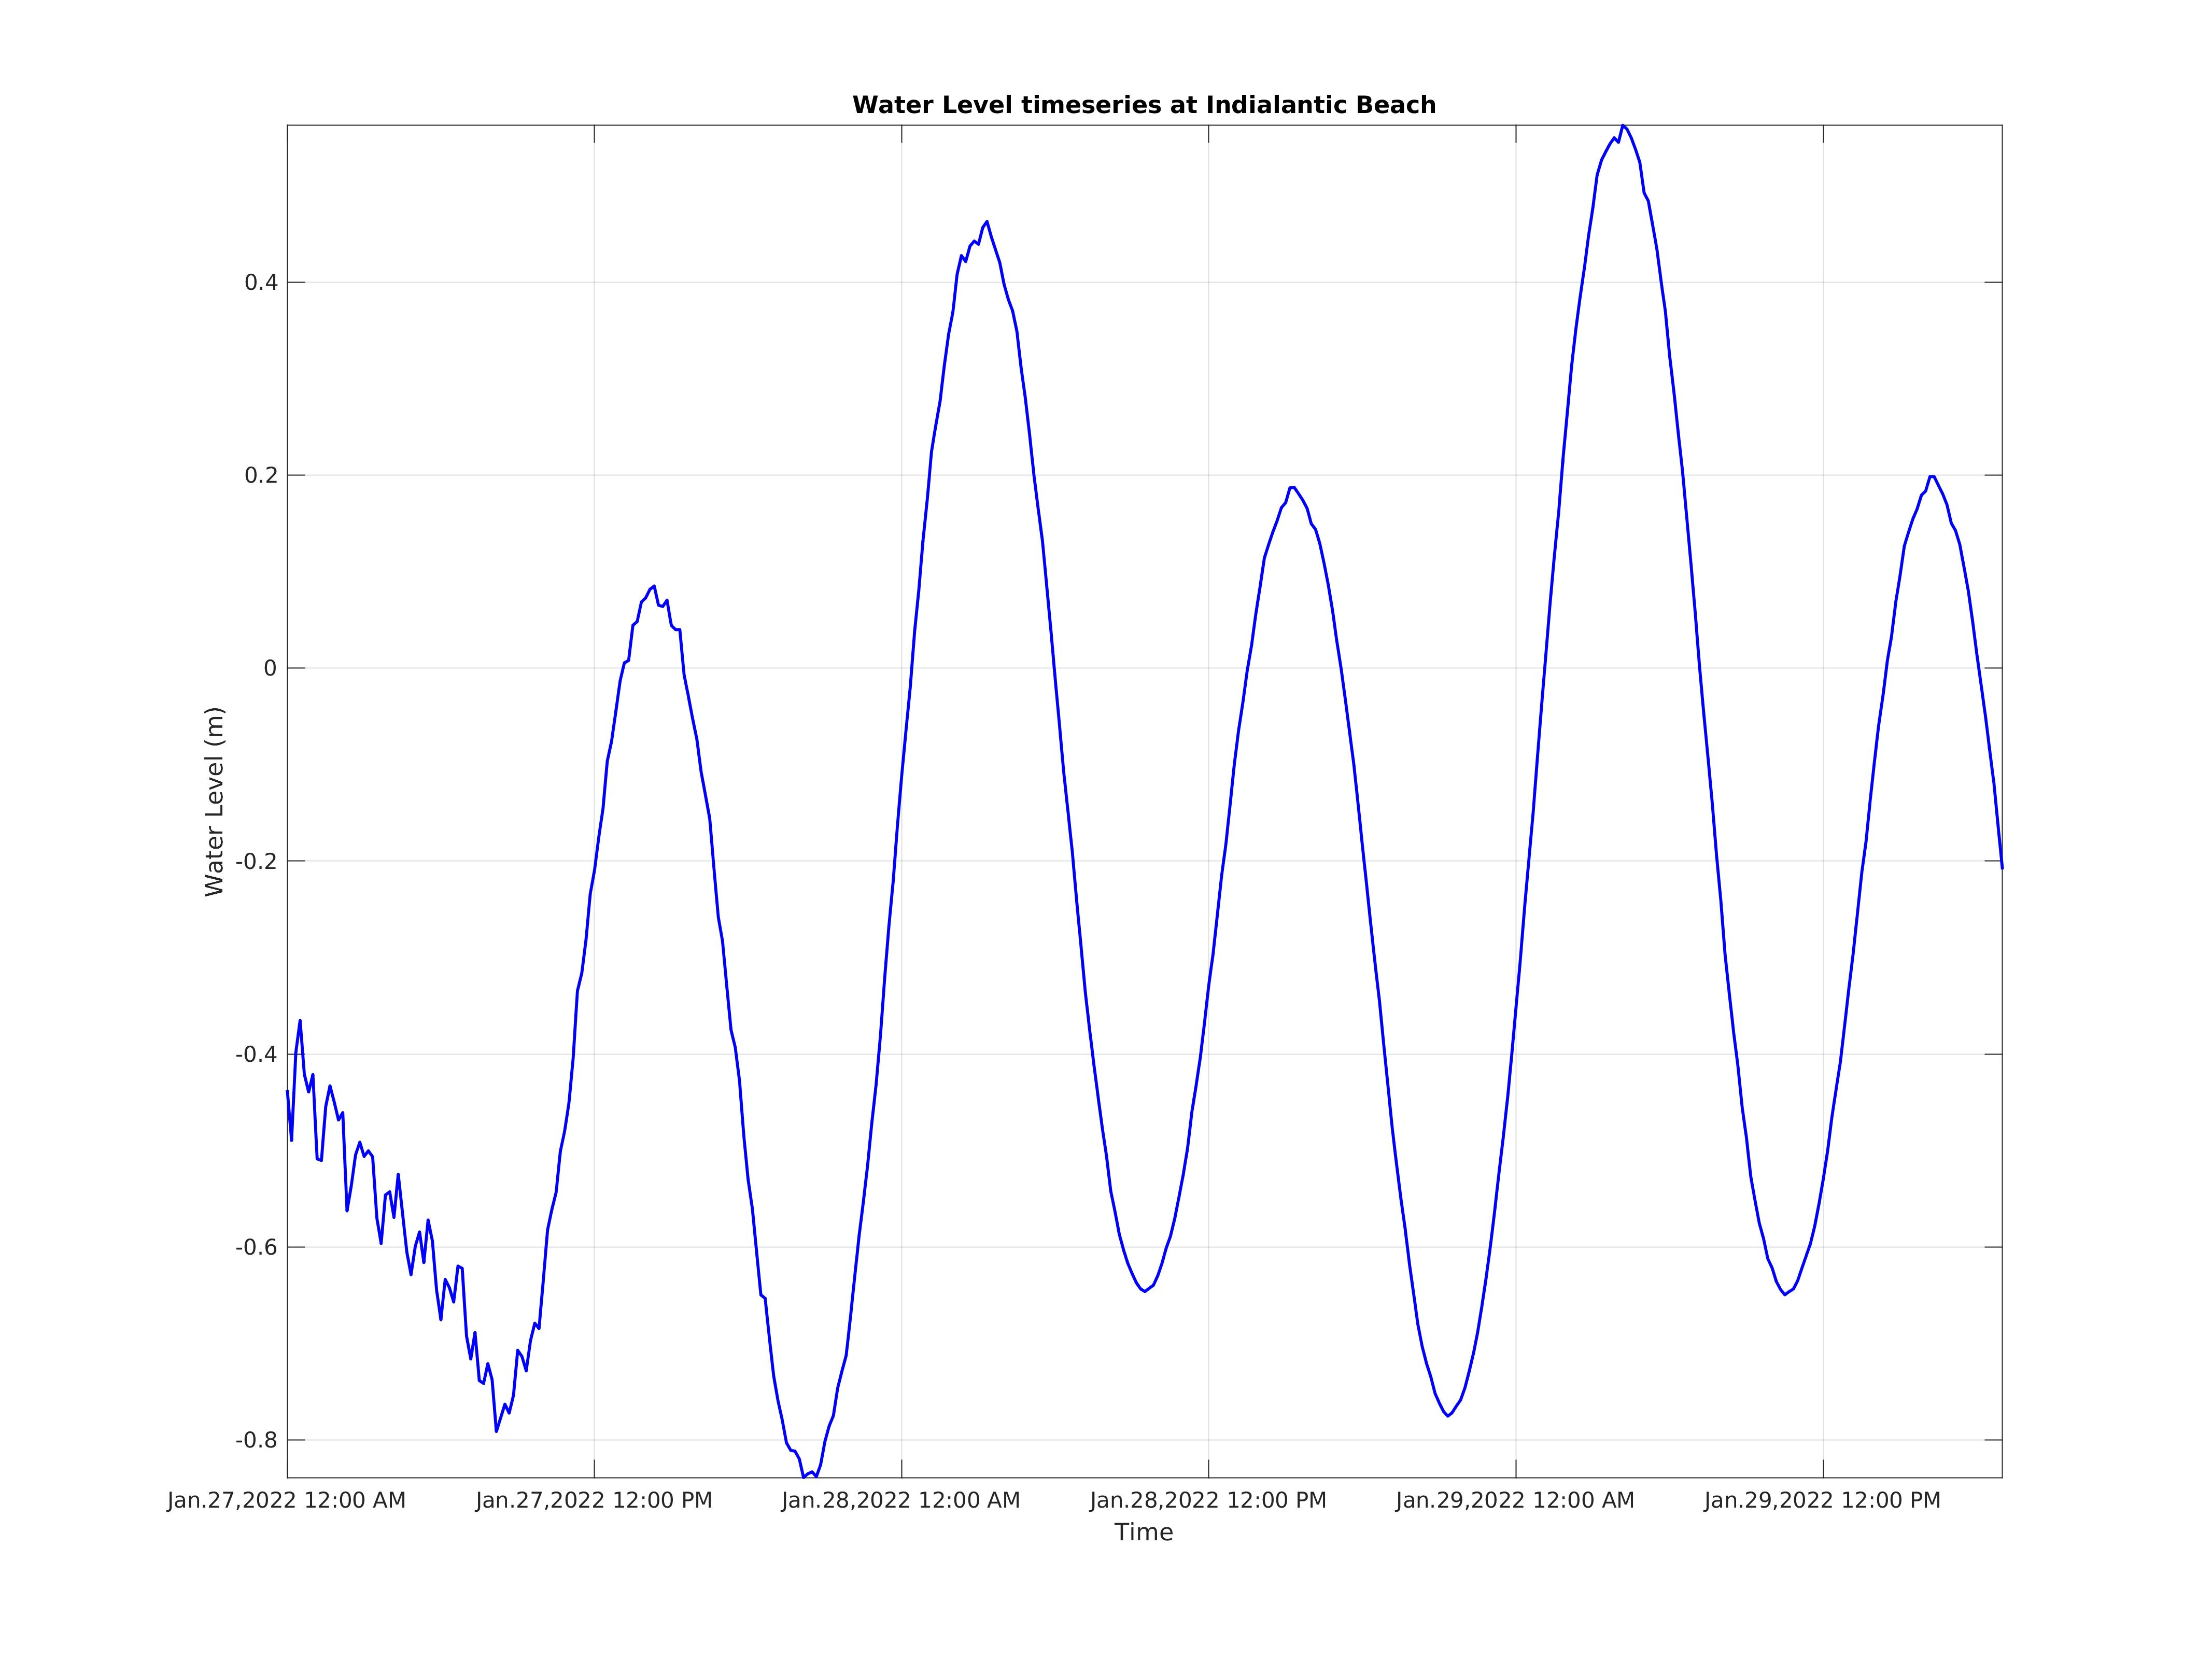 Water Level timeseries at Indialantic Beach
0.4
0.2
0
-0.2
-0.4
-0.6
-0.8
Water Level (m)
Jan.27,2022 12:00 AM Jan.27,2022 12:00 PM Jan.28,2022 12:00 AM Jan.28,2022 12:00 PM Jan.29,2022 12:00 AM Jan.29,2022 12:00 PM
Time